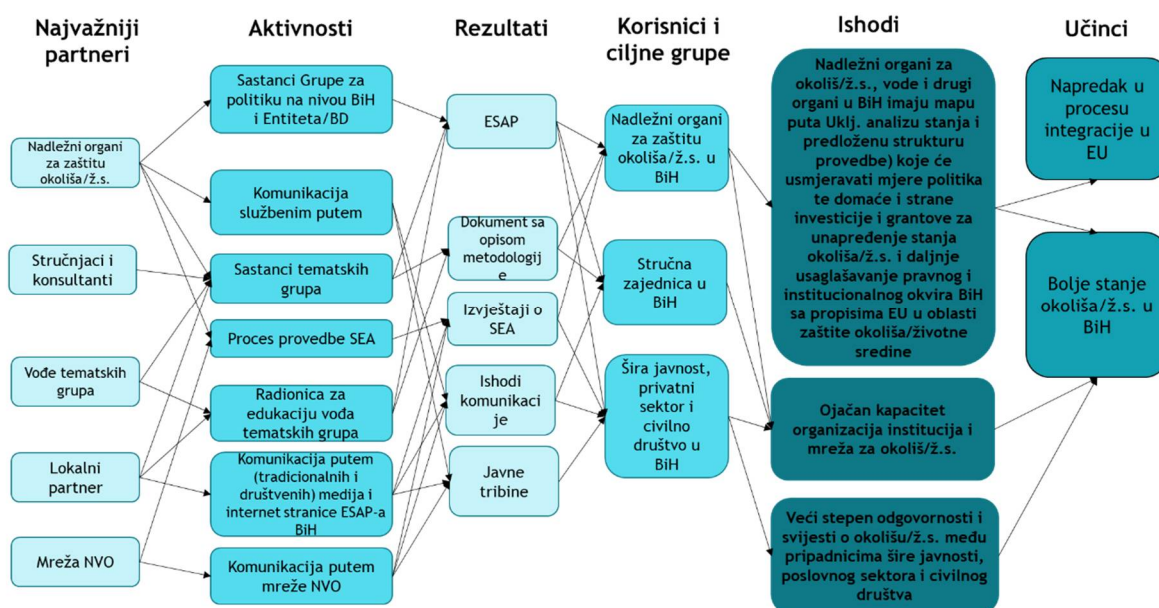 Najvažniji
partneri
Nadležni organi
za zaštitu
okoliša/ž.s.
Stručnjaci i
konsultanti
Vođe tematskih
grupa
Lokalni
partner
Mreža NVO
Aktivnosti
Sastanci Grupe za
politiku na nivou BiH
i Entiteta/BD
Komunikacija
službenim putem
Sastanci tematskih
grupa
Proces provedbe SEA
Radionica za
edukaciju vođa
tematskih grupa
Komunikacija putem
(tradicionalnih i
društvenih) medija i
internet stranice ESAP-a
BiH
Komunikacija putem
mreže NVO
Rezultati
ESAP
Dokument sa
opisom
metodologij
e
Izvještaji o
SEA
Ishodi
komunikaci
je
Javne
tribine
Korisnici i
ciljne grupe
Nadležni organi
za zaštitu
okoliša/ž.s. u
BiH
Stručna
zajednica u
BiH
Šira javnost,
privatni
sektor i
civilno
društvo u
BiH
Ishodi
Nadležni organi za
okoliš/ž.s., vode i drugi
organi u BiH imaju mapu
puta Uklj. analizu stanja i
predloženu strukturu
provedbe) koje će
usmjeravati mjere politika
te domaće i strane
investicije i grantove za
unapređenje stanja
okoliša/ž.s. i daljnje
usaglašavanje pravnog i
institucionalnog okvira BiH
sa propisima EU u oblasti
zaštite okoliša/životne
sredine
Ojačan kapacitet
organizacija institucija i
mreža za okoliš/ž.s.
Veći stepen odgovornosti i
svijesti o okolišu/ž.s. među
pripadnicima šire javnosti,
poslovnog sektora i civilnog
društva
Učinci
Napredak u
procesu
integracije u
EU
Bolje stanje
okoliša/ž.s. u
BiH